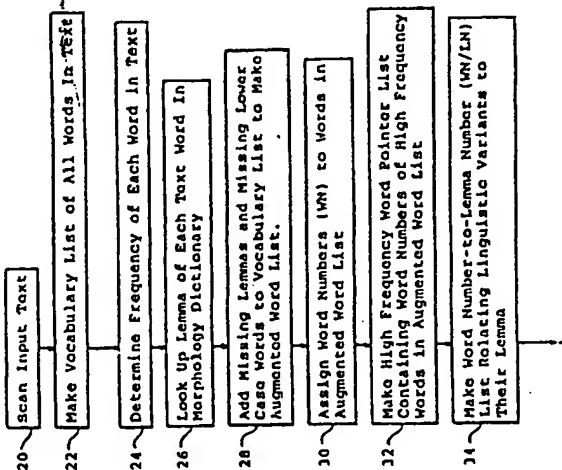 20 Scan Input Text
22 Make Vocabulary List of All Words In Text
24 Determine Frequency of Each Word in Text
26 Look Up Lemma of Each Text Word In
Morphology Dictionary
28 Add Missing Lemmas and Missing Lower
Case Words to Vocabulary List to Make
Augmented Word List.
30 Assign Word Numbers (WN) to Words in
Augmented Word List
32 Make High Frequency Word Pointer List
Containing Word Numbers of High Frequency
Words in Augmented Word List
34 Make Word Number-to-Lemma Number (WN/LN)
List Relating Linguistic Variants to
Their Lemma